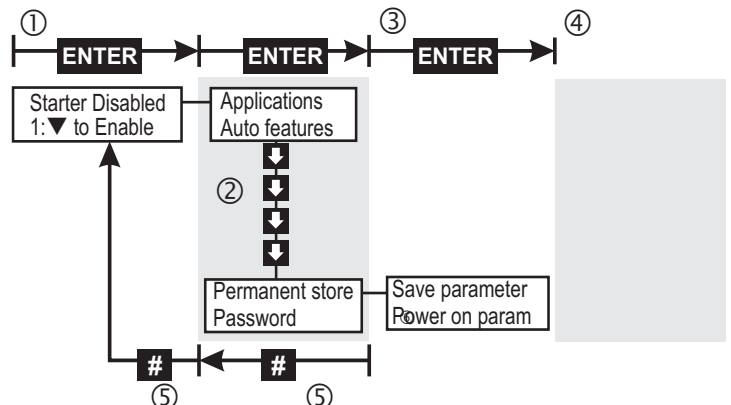 ① ③ ④
ENTER ENTER ENTER
Starter Disabled
1:▼ to Enable
Applications
Auto features
②
Permanent store
Password
Save parameter
Power on param
# #
⑤ ⑤